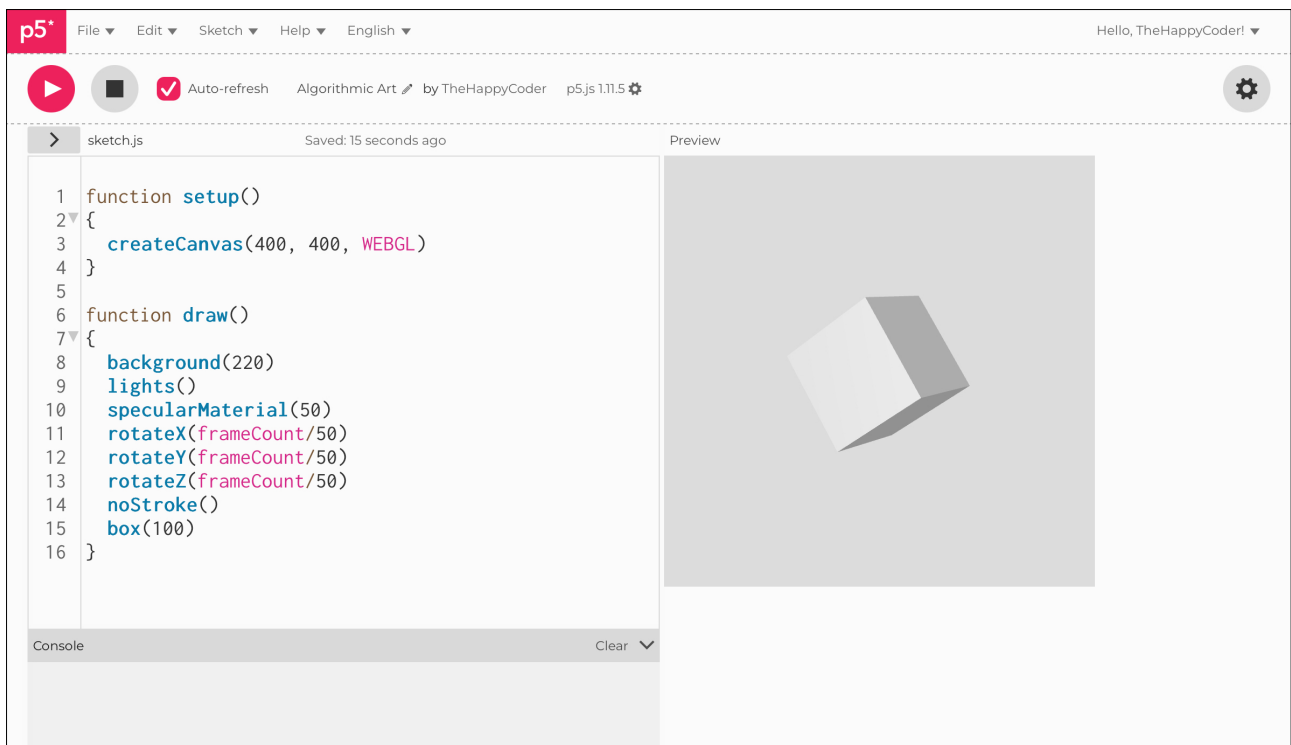 p5* File Edit Sketch Help English Hello, TheHappyCoder!
Auto-refresh Algorithmic Art by TheHappyCoder p5.js 1.11.5
sketch.js Saved: 15 seconds ago Preview
1 function setup()
2 {
3 createCanvas(400, 400, WEBGL)
4 }
5
6 function draw()
7 {
8 background(220)
9 lights()
10 specularMaterial(50)
11 rotateX(frameCount/50)
12 rotateY(frameCount/50)
13 rotateZ(frameCount/50)
14 noStroke()
15 box(100)
16 }
Console Clear